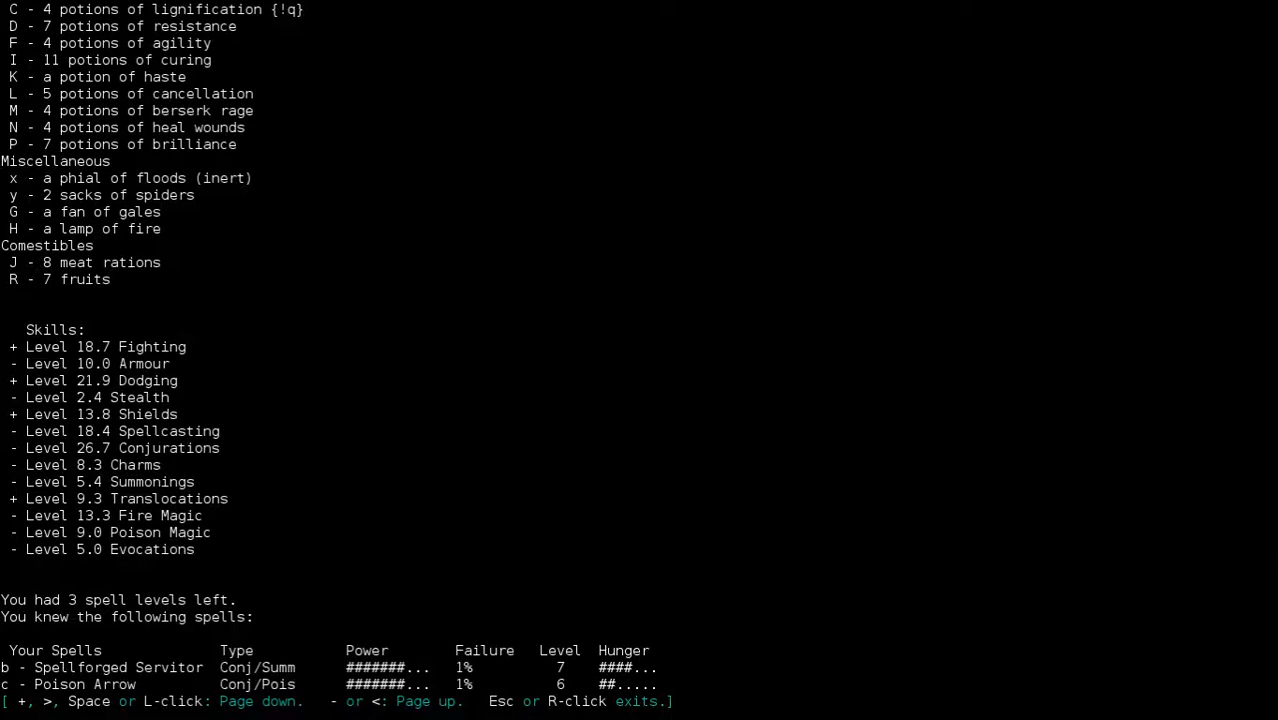 C - 4 potions of lignification {!q}
D - 7 potions of resistance
F - 4 potions of agility
I - 11 potions of curing
K - a potion of haste
L - 5 potions of cancellation
M - 4 potions of berserk rage
N - 4 potions of heal wounds
P - 7 potions of brilliance
Miscellaneous
x - a phial of floods (inert)
y - 2 sacks of spiders
G - a fan of gales
H - a lamp of fire
Comestibles
J - 8 meat rations
R - 7 fruits
Skills:
+ Level 18.7 Fighting
- Level 10.0 Armour
+ Level 21.9 Dodging
- Level 2.4 Stealth
+ Level 13.8 Shields
- Level 18.4 Spellcasting
- Level 26.7 Conjurations
- Level 8.3 Charms
- Level 5.4 Summonings
+ Level 9.3 Translocations
- Level 13.3 Fire Magic
- Level 9.0 Poison Magic
- Level 5.0 Evocations
You had 3 spell levels left.
You knew the following spells:
Your Spells Type Power Failure Level Hunger
b - Spellforged Servitor Conj/Summ #######... 1% 7 ####...
c - Poison Arrow Conj/Pois #######... 1% 6 ##.....
[ +, >, Space or L-click: Page down. - or <: Page up. Esc or R-click exits.]